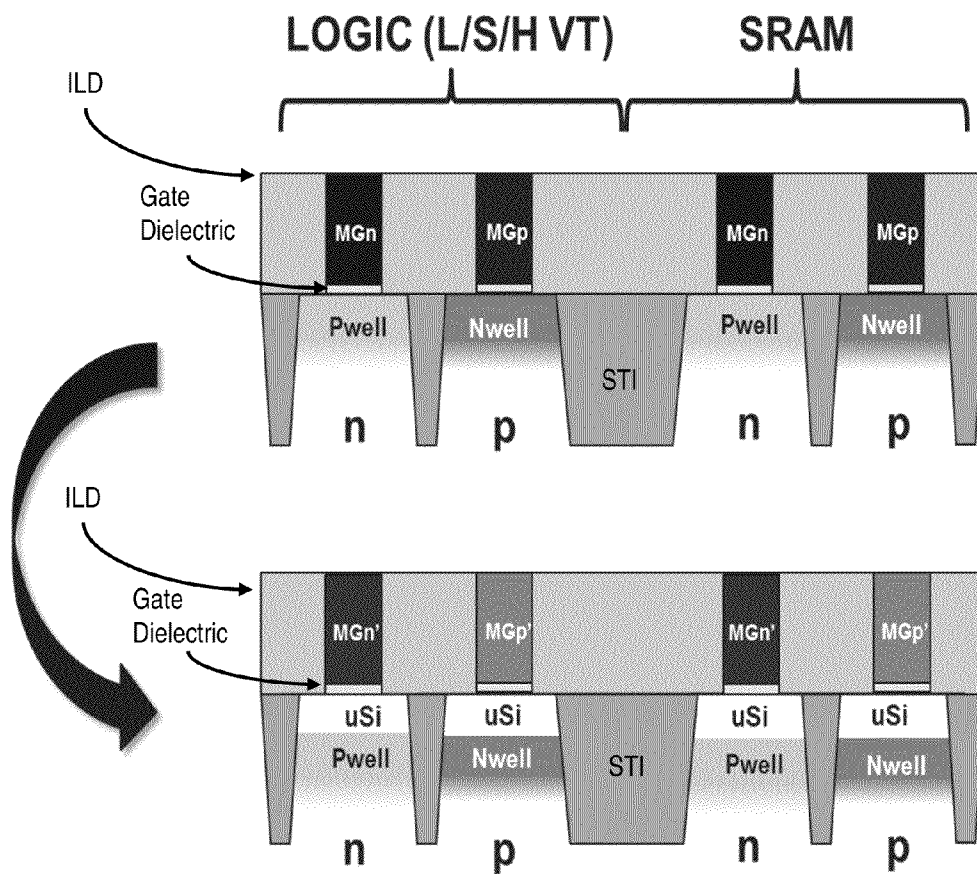 LOGIC (L/S/H VT) SRAM
ILD
Gate
Dielectric
MGn MGp MGn MGp
Pwell Nwell Pwell Nwell
STI
n p n p
ILD
Gate
Dielectric
MGn' MGp' MGn' MGp'
uSi uSi uSi uSi
Pwell Nwell STI Pwell Nwell
n p n p